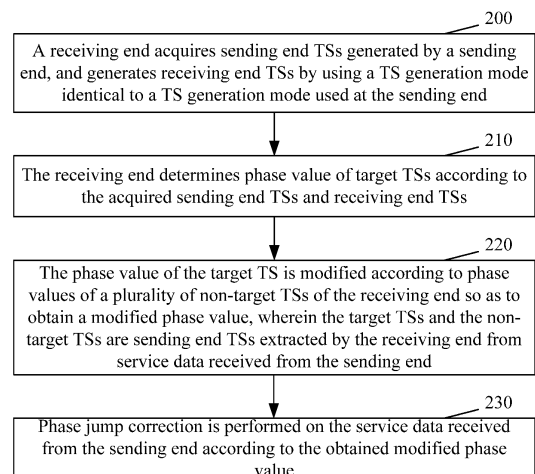 200
A receiving end acquires sending end TSs generated by a sending
end, and generates receiving end TSs by using a TS generation mode
identical to a TS generation mode used at the sending end
210
The receiving end determines phase value of target TSs according to
the acquired sending end TSs and receiving end TSs
220
The phase value of the target TS is modified according to phase
values of a plurality of non-target TSs of the receiving end so as to
obtain a modified phase value, wherein the target TSs and the non-
target TSs are sending end TSs extracted by the receiving end from
service data received from the sending end
230
Phase jump correction is performed on the service data received
from the sending end according to the obtained modified phase
value